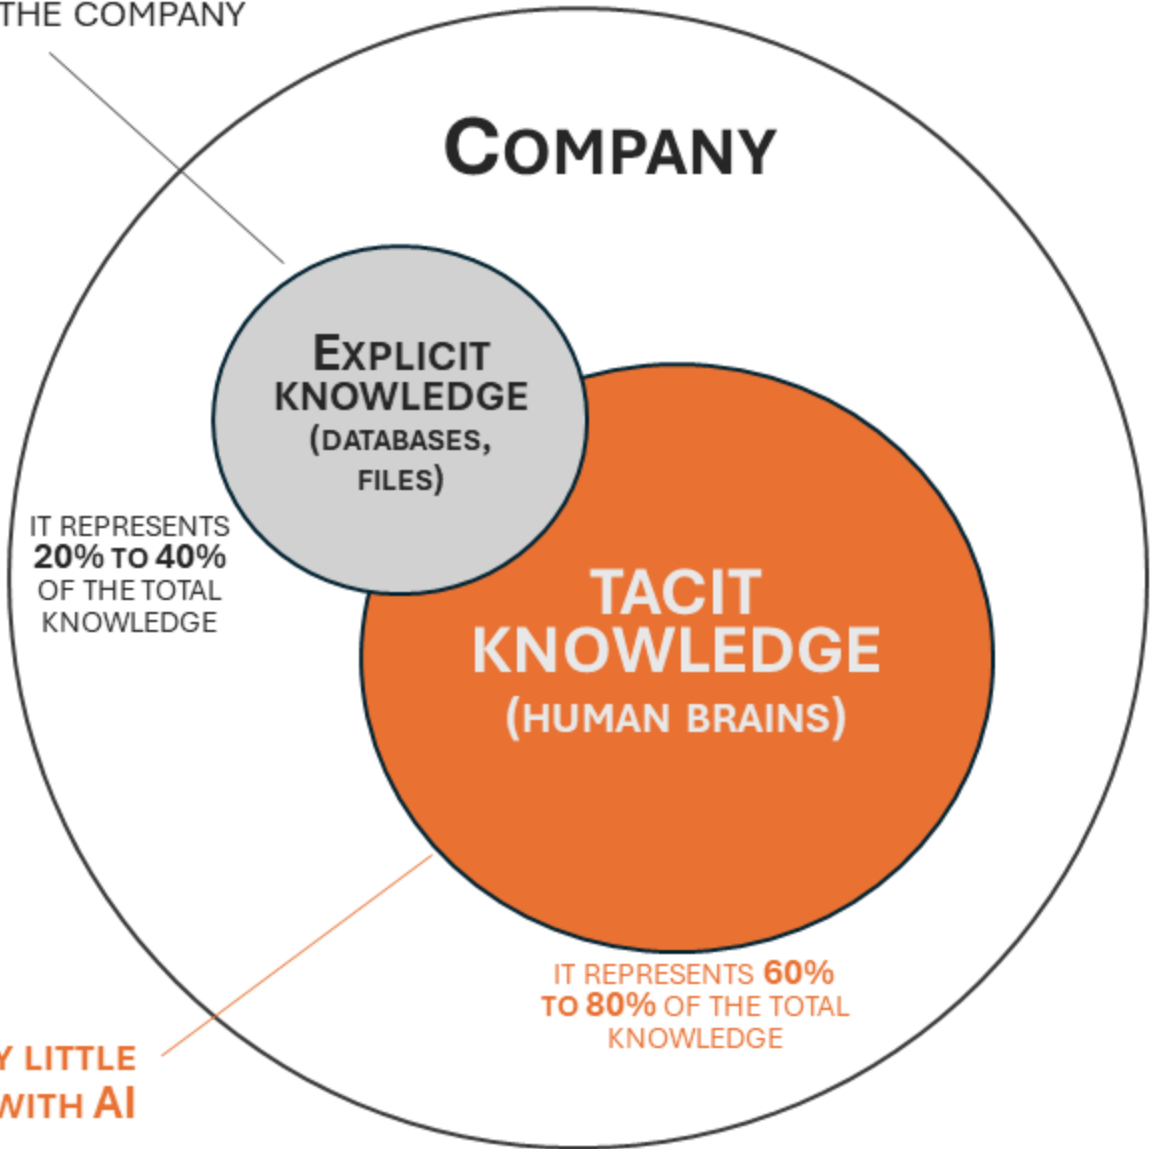 THE COMPANY
COMPANY
EXPLICIT
KNOWLEDGE
(DATABASES,
FILES)
IT REPRESENTS
20% TO 40%
OF THE TOTAL
KNOWLEDGE
TACIT
KNOWLEDGE
(HUMAN BRAINS)
IT REPRESENTS 60%
TO 80% OF THE TOTAL
KNOWLEDGE
Y LITTLE
WITH AI